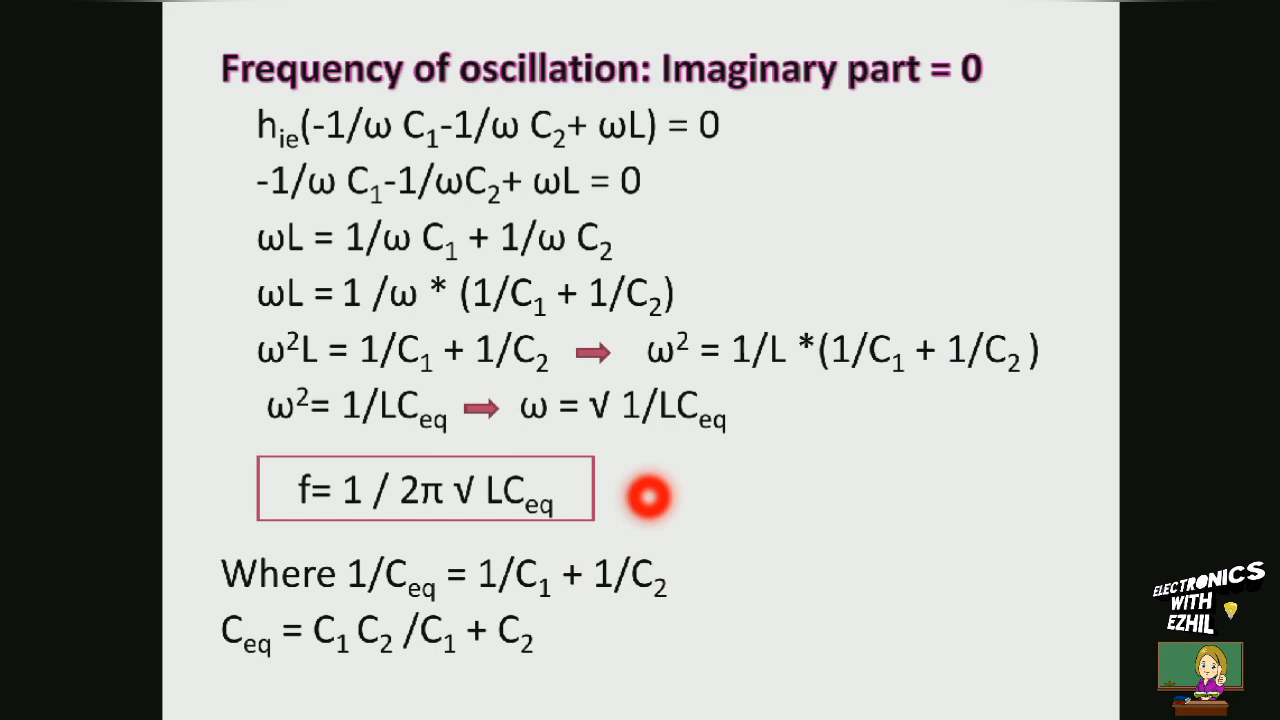 Frequency of oscillation: Imaginary part = 0
hie(-1/ω C1-1/ω C2+ ωL) = 0
-1/ω C1-1/ωC2+ ωL = 0
ωL = 1/ω C1 + 1/ω C2
ωL = 1 /ω * (1/C1 + 1/C2)
ω²L = 1/C1 + 1/C2 ⇨ ω² = 1/L *(1/C1 + 1/C2 )
ω²= 1/LCeq ⇨ ω = √ 1/LCeq
f= 1 / 2π √ LCeq
Where 1/Ceq = 1/C1 + 1/C2
Ceq = C1 C2 /C1 + C2
ELECTRONICS
WITH
EZHIL